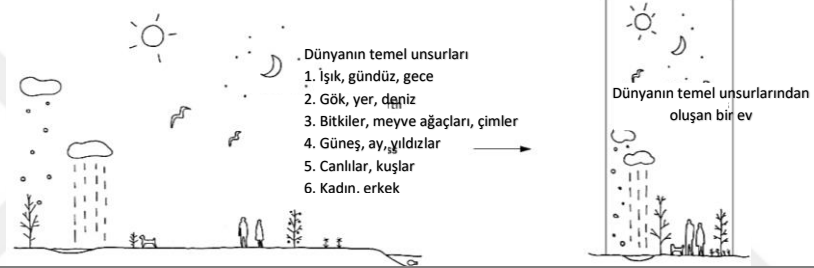 Dünyanın temel unsurları
1. Işık, gündüz, gece
2. Gök, yer, deniz
3. Bitkiler, meyve ağaçları, çimler
4. Güneş, ay, yıldızlar
5. Canlılar, kuşlar
6. Kadın. erkek
Dünyanın temel unsurlarından
oluşan bir ev